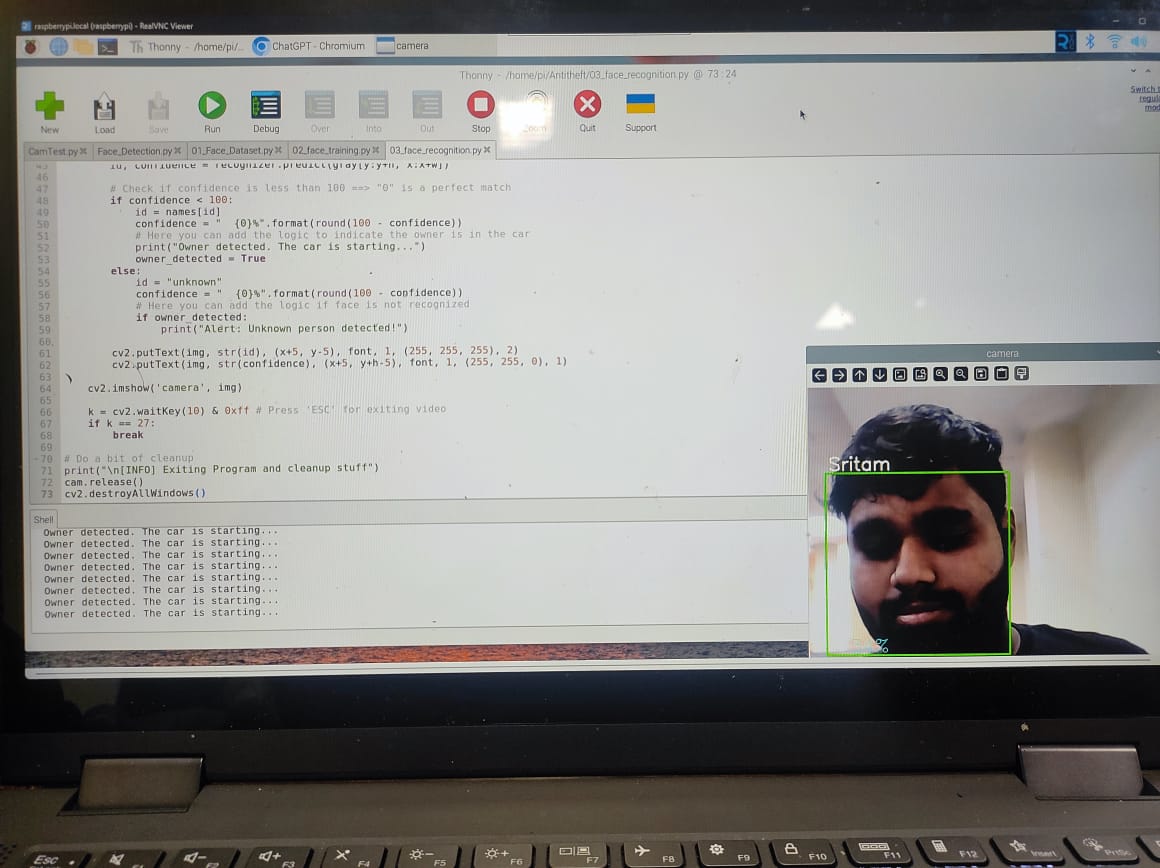 raspberrypi.local (raspberrypi) - RealVNC Viewer
Thonny - /home/pi/... ChatGPT - Chromium camera
Thonny - /home/pi/Antitheft/03_face_recognition.py @ 73:24
Switch t
regula
mod
New Load Save Run Debug Over Into Out Stop Zoom Quit Support
CamTest.py Face_Detection.py 01_Face_Dataset.py 02_face_training.py 03_face_recognition.py
45 id, confidence = recognizer.predict(gray[y:y+h, x:x+w])
46
47 # Check if confidence is less than 100 ==> "0" is a perfect match
48 if confidence < 100:
49 id = names[id]
50 confidence = "  {0}%".format(round(100 - confidence))
51 # Here you can add the logic to indicate the owner is in the car
52 print("Owner detected. The car is starting...")
53 owner_detected = True
54 else:
55 id = "unknown"
56 confidence = "  {0}%".format(round(100 - confidence))
57 # Here you can add the logic if face is not recognized
58 if owner_detected:
59 print("Alert: Unknown person detected!")
60
61 cv2.putText(img, str(id), (x+5, y-5), font, 1, (255, 255, 255), 2)
62 cv2.putText(img, str(confidence), (x+5, y+h-5), font, 1, (255, 255, 0), 1)
63
64 cv2.imshow('camera', img)
65
66 k = cv2.waitKey(10) & 0xff # Press 'ESC' for exiting video
67 if k == 27:
68 break
69
70 # Do a bit of cleanup
71 print("\n[INFO] Exiting Program and cleanup stuff")
72 cam.release()
73 cv2.destroyAllWindows()
Shell
Owner detected. The car is starting...
Owner detected. The car is starting...
Owner detected. The car is starting...
Owner detected. The car is starting...
Owner detected. The car is starting...
Owner detected. The car is starting...
Owner detected. The car is starting...
Owner detected. The car is starting...
camera
Sritam
%
Esc F1 F2 F3 F4 F5 F6 F7 F8 F9 F10 F11 F12 Insert PrtSc